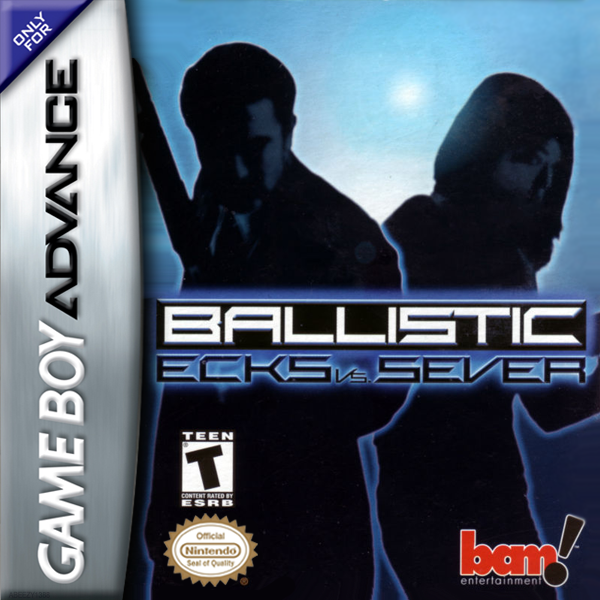 ONLY
FOR
GAME BOY ADVANCE
BALLISTIC
ECKS VS. SEVER
TEEN
T
CONTENT RATED BY
ESRB
Official
Nintendo
Seal of Quality
bam!
entertainment